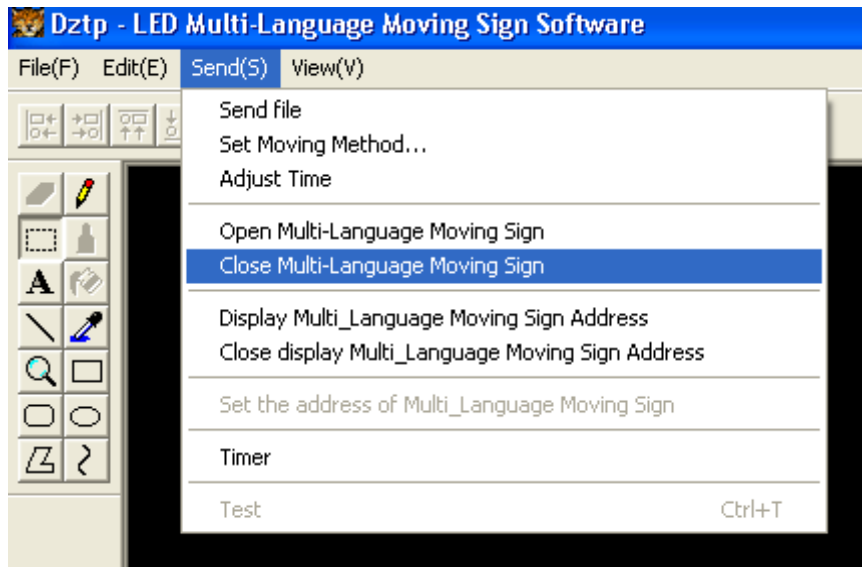 Dztp - LED Multi-Language Moving Sign Software
File(F) Edit(E) Send(S) View(V)
Send file
Set Moving Method...
Adjust Time
Open Multi-Language Moving Sign
Close Multi-Language Moving Sign
Display Multi_Language Moving Sign Address
Close display Multi_Language Moving Sign Address
Set the address of Multi_Language Moving Sign
Timer
Test Ctrl+T
A